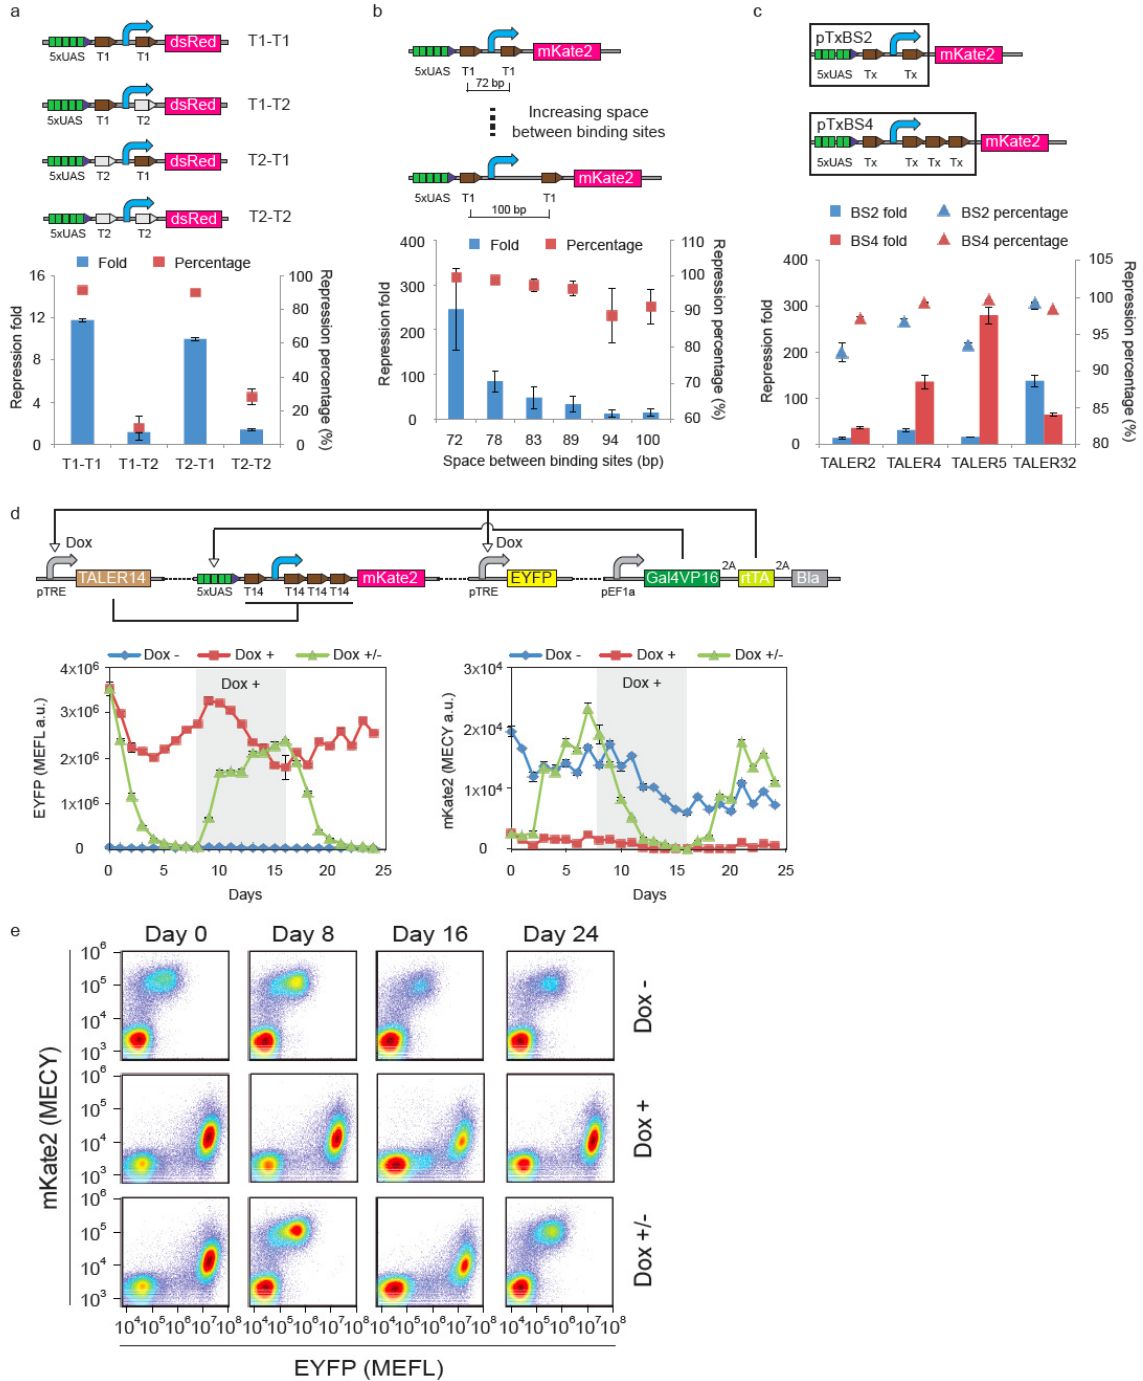 a
dsRed
T1-T1
5xUAS T1 T1
dsRed
T1-T2
5xUAS T1 T2
dsRed
T2-T1
5xUAS T2 T1
dsRed
T2-T2
5xUAS T2 T2
Fold Percentage
Repression fold
16
12
8
4
0
100
80
60
40
20
0
Repression percentage (%)
T1-T1 T1-T2 T2-T1 T2-T2
b
mKate2
5xUAS T1 T1
72 bp
Increasing space
between binding sites
mKate2
5xUAS T1 T1
100 bp
Fold Percentage
Repression fold
400
300
200
100
0
110
100
90
80
70
60
Repression percentage (%)
72 78 83 89 94 100
Space between binding sites (bp)
c
pTxBS2
mKate2
5xUAS Tx Tx
pTxBS4
mKate2
5xUAS Tx Tx Tx Tx
BS2 fold BS2 percentage
BS4 fold BS4 percentage
Repression fold
400
300
200
100
0
105
100
95
90
85
80
Repression percentage (%)
TALER2 TALER4 TALER5 TALER32
d
Dox Dox
TALER14 mKate2 EYFP Gal4VP16 2A rtTA 2A Bla
pTRE 5xUAS T14 T14 T14 T14 pTRE pEF1a
Dox - Dox + Dox +/-
Dox +
EYFP (MEFL a.u.)
4x10⁶
3x10⁶
2x10⁶
1x10⁶
0
0 5 10 15 20 25
Days
Dox - Dox + Dox +/-
Dox +
mKate2 (MECY a.u.)
3x10⁴
2x10⁴
1x10⁴
0
0 5 10 15 20 25
Days
e
Day 0 Day 8 Day 16 Day 24
mKate2 (MECY)
10⁶
10⁵
10⁴
10³
Dox -
10⁶
10⁵
10⁴
10³
Dox +
10⁶
10⁵
10⁴
10³
Dox +/-
10⁴10⁵10⁶10⁷10⁸ 10⁴10⁵10⁶10⁷10⁸ 10⁴10⁵10⁶10⁷10⁸ 10⁴10⁵10⁶10⁷10⁸
EYFP (MEFL)